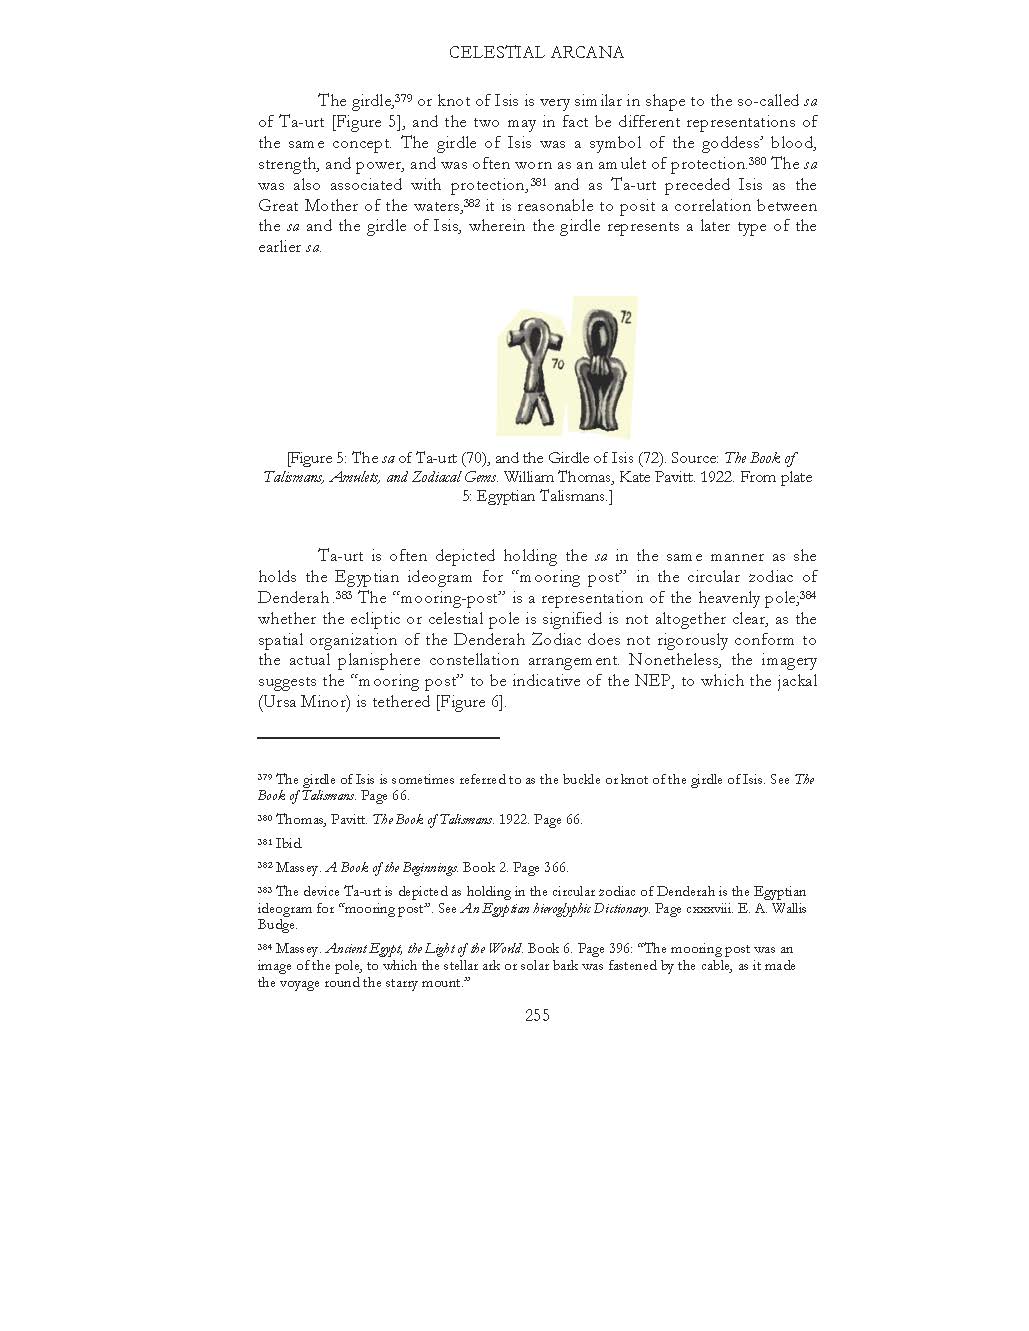 CELESTIAL ARCANA
The girdle,379 or knot of Isis is very similar in shape to the so-called sa
of Ta-urt [Figure 5], and the two may in fact be different representations of
the same concept. The girdle of Isis was a symbol of the goddess’ blood,
strength, and power, and was often worn as an amulet of protection.380 The sa
was also associated with protection,381 and as Ta-urt preceded Isis as the
Great Mother of the waters,382 it is reasonable to posit a correlation between
the sa and the girdle of Isis, wherein the girdle represents a later type of the
earlier sa.
72
70
[Figure 5: The sa of Ta-urt (70), and the Girdle of Isis (72). Source: The Book of
Talismans, Amulets, and Zodiacal Gems. William Thomas, Kate Pavitt. 1922. From plate
5: Egyptian Talismans.]
Ta-urt is often depicted holding the sa in the same manner as she
holds the Egyptian ideogram for “mooring post” in the circular zodiac of
Denderah.383 The “mooring-post” is a representation of the heavenly pole;384
whether the ecliptic or celestial pole is signified is not altogether clear, as the
spatial organization of the Denderah Zodiac does not rigorously conform to
the actual planisphere constellation arrangement. Nonetheless, the imagery
suggests the “mooring post” to be indicative of the NEP, to which the jackal
(Ursa Minor) is tethered [Figure 6].
379 The girdle of Isis is sometimes referred to as the buckle or knot of the girdle of Isis. See The
Book of Talismans. Page 66.
380 Thomas, Pavitt. The Book of Talismans. 1922. Page 66.
381 Ibid.
382 Massey. A Book of the Beginnings. Book 2. Page 366.
383 The device Ta-urt is depicted as holding in the circular zodiac of Denderah is the Egyptian
ideogram for “mooring post”. See An Egyptian hieroglyphic Dictionary. Page cxxxviii. E. A. Wallis
Budge.
384 Massey. Ancient Egypt, the Light of the World. Book 6. Page 396: “The mooring post was an
image of the pole, to which the stellar ark or solar bark was fastened by the cable, as it made
the voyage round the starry mount.”
255